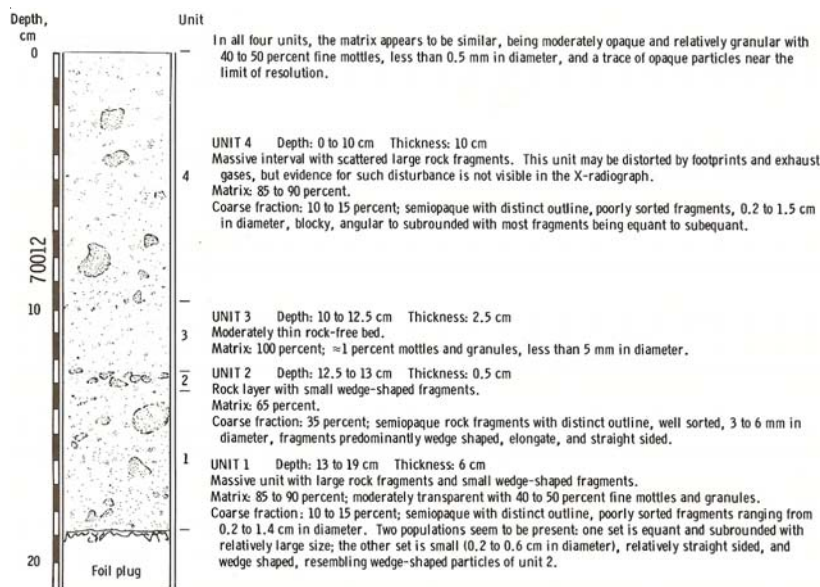 Depth,
cm
Unit
0
In all four units, the matrix appears to be similar, being moderately opaque and relatively granular with
40 to 50 percent fine mottles, less than 0.5 mm in diameter, and a trace of opaque particles near the
limit of resolution.
UNIT 4 Depth: 0 to 10 cm Thickness: 10 cm
Massive interval with scattered large rock fragments. This unit may be distorted by footprints and exhaust
gases, but evidence for such disturbance is not visible in the X-radiograph.
4
Matrix: 85 to 90 percent.
Coarse fraction: 10 to 15 percent; semiopaque with distinct outline, poorly sorted fragments, 0.2 to 1.5 cm
in diameter, blocky, angular to subrounded with most fragments being equant to subequant.
70012
10
UNIT 3 Depth: 10 to 12.5 cm Thickness: 2.5 cm
Moderately thin rock-free bed.
3
Matrix: 100 percent; ≈1 percent mottles and granules, less than 5 mm in diameter.
UNIT 2 Depth: 12.5 to 13 cm Thickness: 0.5 cm
2
Rock layer with small wedge-shaped fragments.
Matrix: 65 percent.
Coarse fraction: 35 percent; semiopaque rock fragments with distinct outline, well sorted, 3 to 6 mm in
diameter, fragments predominantly wedge shaped, elongate, and straight sided.
1
UNIT 1 Depth: 13 to 19 cm Thickness: 6 cm
Massive unit with large rock fragments and small wedge-shaped fragments.
Matrix: 85 to 90 percent; moderately transparent with 40 to 50 percent fine mottles and granules.
Coarse fraction: 10 to 15 percent; semiopaque with distinct outline, poorly sorted fragments ranging from
0.2 to 1.4 cm in diameter. Two populations seem to be present: one set is equant and subrounded with
relatively large size; the other set is small (0.2 to 0.6 cm in diameter), relatively straight sided, and
wedge shaped, resembling wedge-shaped particles of unit 2.
20
Foil plug